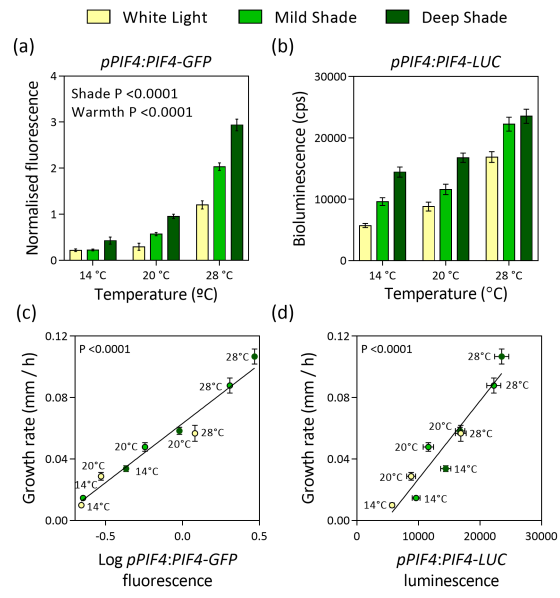 White Light Mild Shade Deep Shade
(a)
pPIF4:PIF4-GFP
Shade P <0.0001
Warmth P <0.0001
Normalised fluorescence
4
3
2
1
0
14 °C 20 °C 28 °C
Temperature (ºC)
(b)
pPIF4:PIF4-LUC
Bioluminescence (cps)
30000
20000
10000
0
14 °C 20 °C 28 °C
Temperature (°C)
(c)
P <0.0001
Growth rate (mm / h)
0.12
0.08
0.04
0.00
28°C
28°C
20°C 28°C
20°C
20°C
14°C
14°C
14°C
-0.5 0.0 0.5
Log pPIF4:PIF4-GFP
fluorescence
(d)
P <0.0001
Growth rate (mm / h)
0.12
0.08
0.04
0.00
28°C
28°C
20°C
28°C
20°C
20°C
14°C
14°C
14°C
0 10000 20000 30000
pPIF4:PIF4-LUC
luminescence